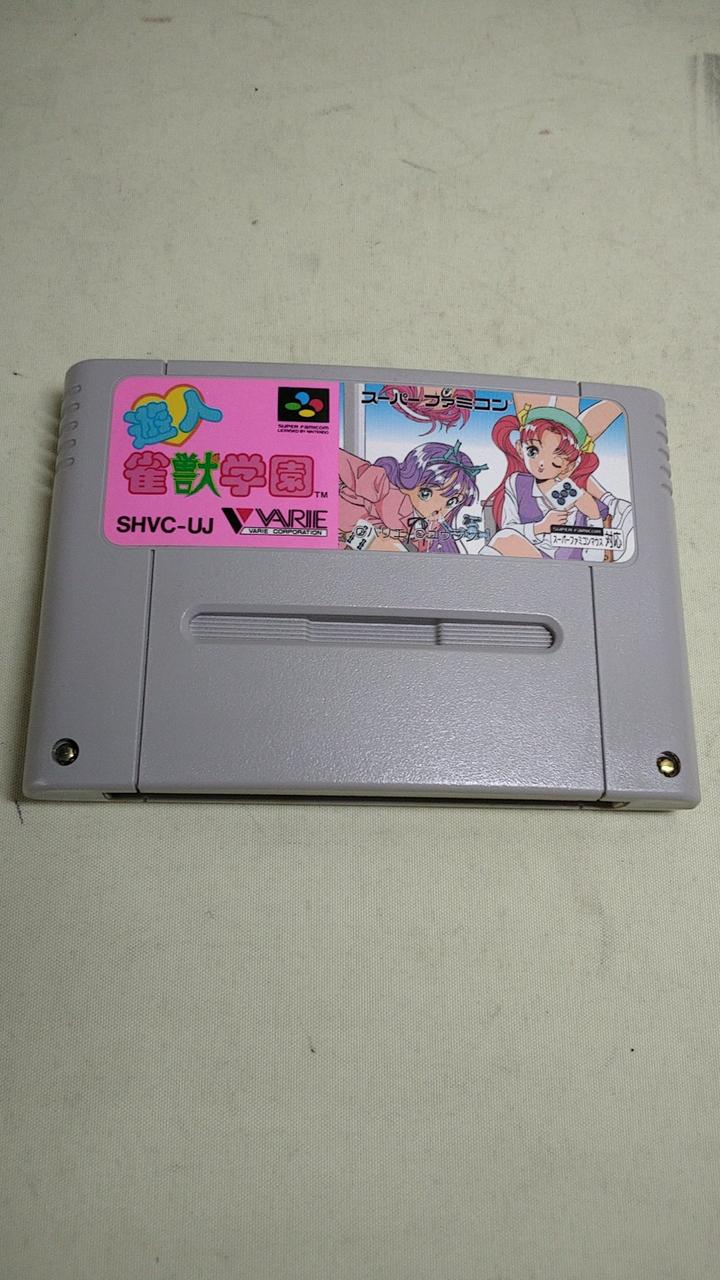 遊人
雀獣学園™
SHVC-UJ
VARIE
VARIE CORPORATION
SUPER FAMICOM
LICENSED BY NINTENDO
スーパーファミコン
SUPER FAMICOM
スーパーファミコンマウス 対応